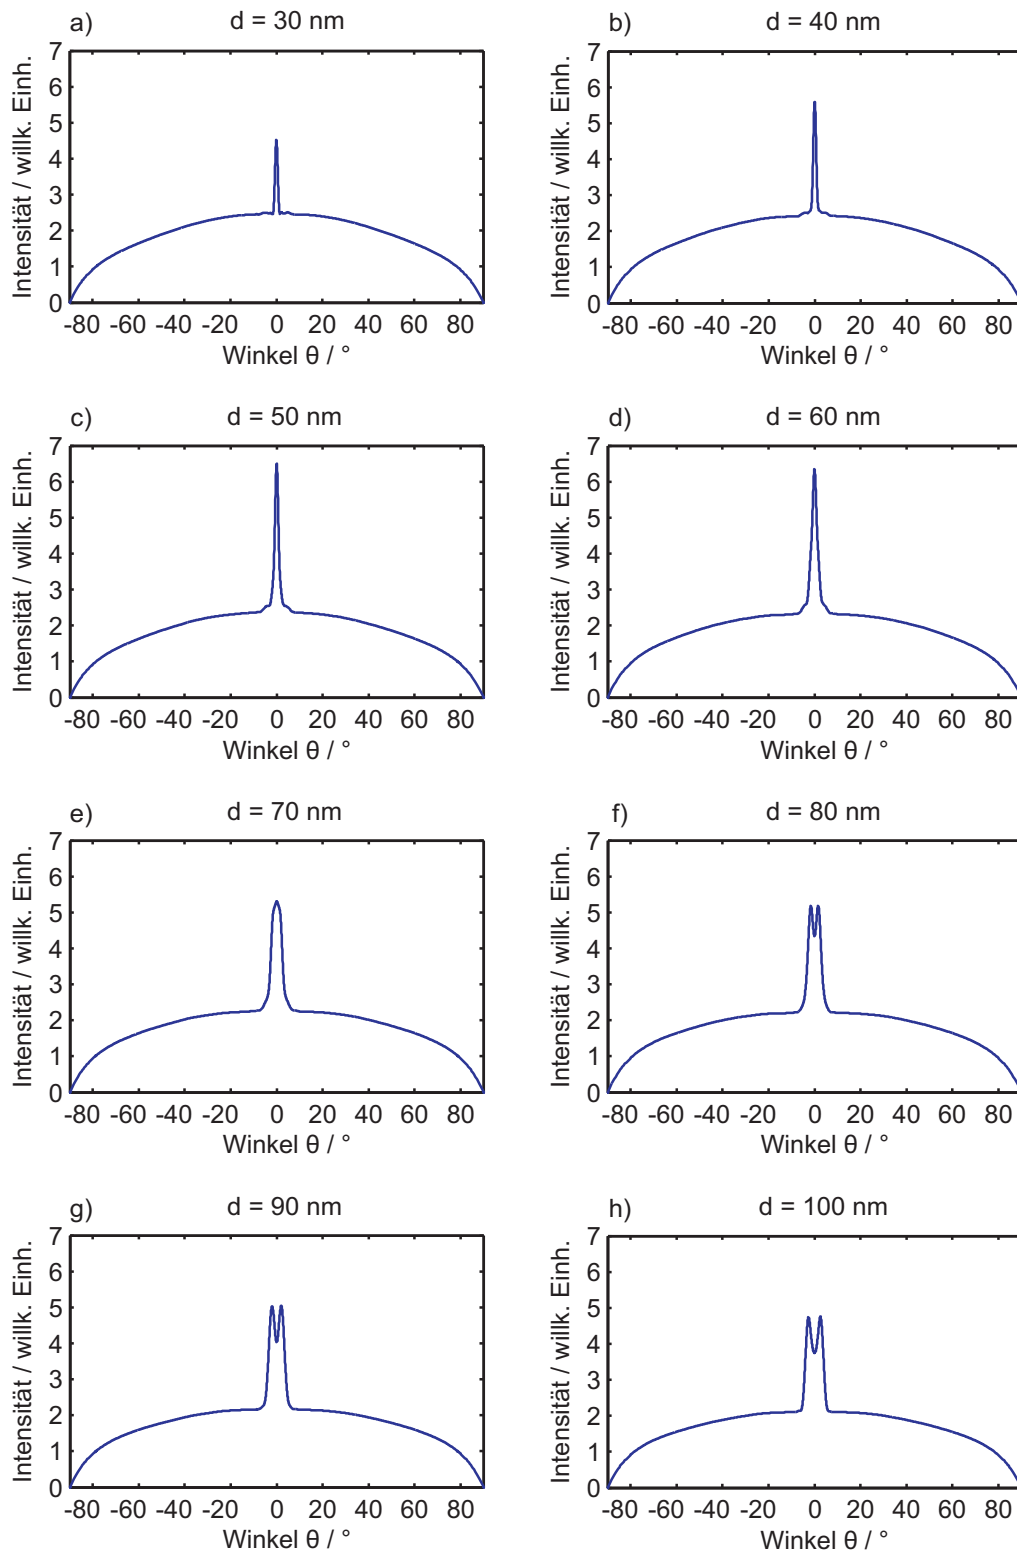 a) d = 30 nm
7
6
5
4
3
2
1
0
Intensität / willk. Einh.
-80 -60 -40 -20 0 20 40 60 80
Winkel θ / °
b) d = 40 nm
7
6
5
4
3
2
1
0
Intensität / willk. Einh.
-80 -60 -40 -20 0 20 40 60 80
Winkel θ / °
c) d = 50 nm
7
6
5
4
3
2
1
0
Intensität / willk. Einh.
-80 -60 -40 -20 0 20 40 60 80
Winkel θ / °
d) d = 60 nm
7
6
5
4
3
2
1
0
Intensität / willk. Einh.
-80 -60 -40 -20 0 20 40 60 80
Winkel θ / °
e) d = 70 nm
7
6
5
4
3
2
1
0
Intensität / willk. Einh.
-80 -60 -40 -20 0 20 40 60 80
Winkel θ / °
f) d = 80 nm
7
6
5
4
3
2
1
0
Intensität / willk. Einh.
-80 -60 -40 -20 0 20 40 60 80
Winkel θ / °
g) d = 90 nm
7
6
5
4
3
2
1
0
Intensität / willk. Einh.
-80 -60 -40 -20 0 20 40 60 80
Winkel θ / °
h) d = 100 nm
7
6
5
4
3
2
1
0
Intensität / willk. Einh.
-80 -60 -40 -20 0 20 40 60 80
Winkel θ / °